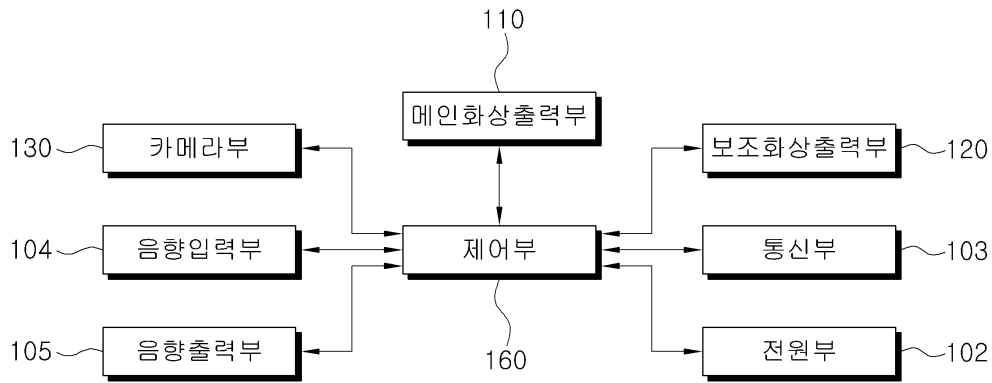 110
메인화상출력부
130 카메라부
보조화상출력부 120
104 음향입력부
제어부
통신부 103
105 음향출력부
160
전원부 102